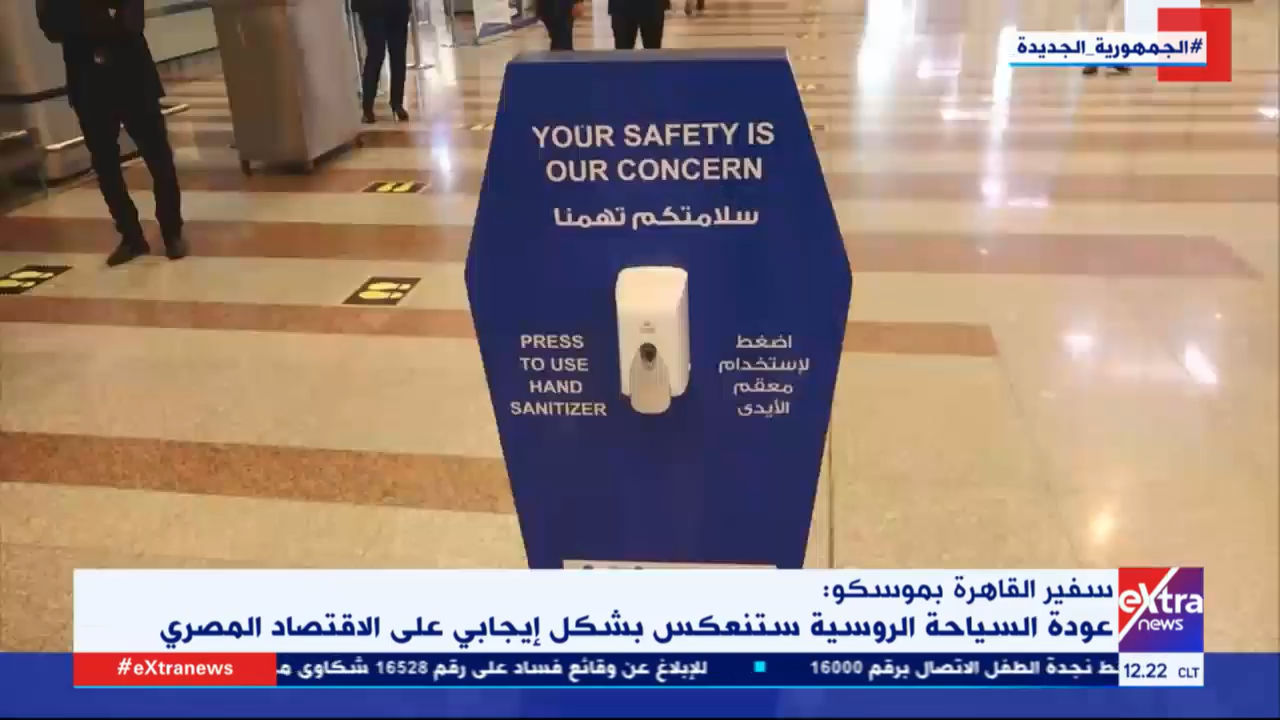 #الجمهورية_الجديدة
YOUR SAFETY IS
OUR CONCERN
سلامتكم تهمنا
PRESS
TO USE
HAND
SANITIZER
اضغط
لإستخدام
معقم
الأيدى
سفير القاهرة بموسكو:
عودة السياحة الروسية ستنعكس بشكل إيجابي على الاقتصاد المصري
eXtra
news
نجدة الطفل الاتصال برقم 16000 للإبلاغ عن وقائع فساد على رقم 16528 شكاوى
#eXtranews
12.22 CLT